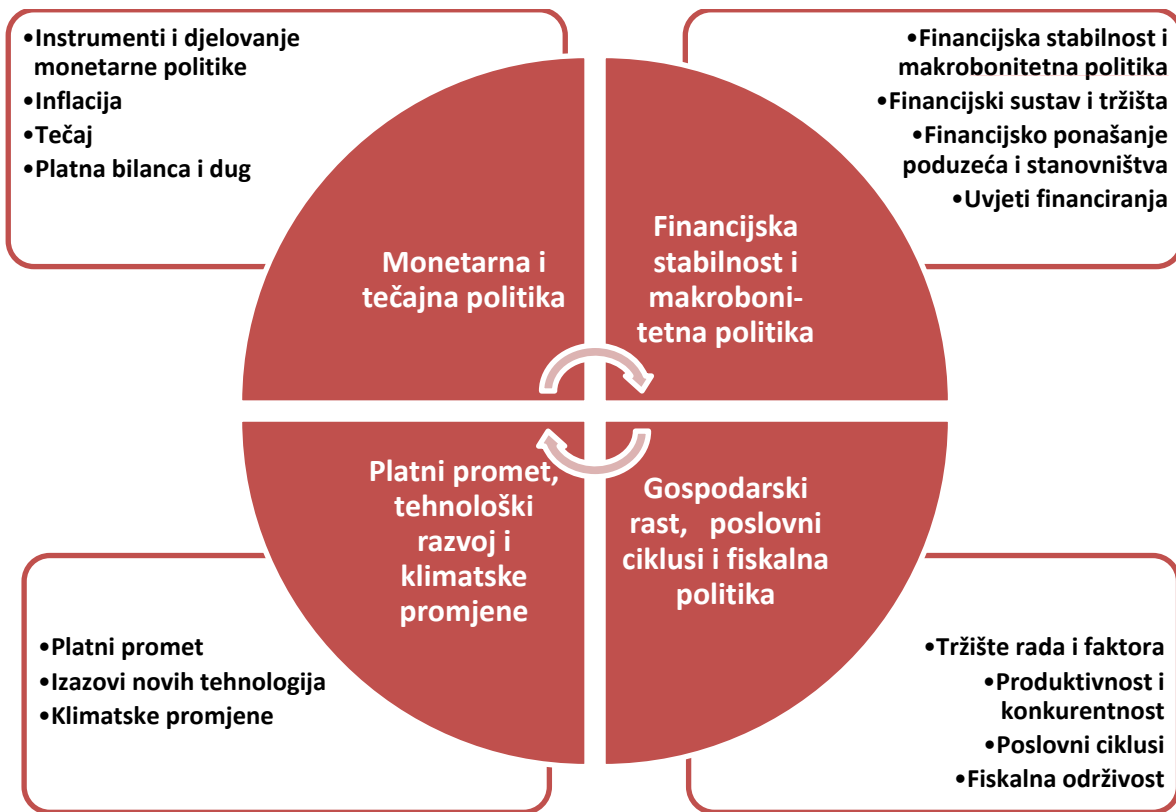 •Instrumenti i djelovanje
monetarne politike
•Inflacija
•Tečaj
•Platna bilanca i dug
•Financijska stabilnost i
makrobonitetna politika
•Financijski sustav i tržišta
•Financijsko ponašanje
poduzeća i stanovništva
•Uvjeti financiranja
Monetarna i
tečajna politika
Financijska
stabilnost i
makroboni-
tetna politika
Platni promet,
tehnološki
razvoj i
klimatske
promjene
Gospodarski
rast, poslovni
ciklusi i fiskalna
politika
•Platni promet
•Izazovi novih tehnologija
•Klimatske promjene
•Tržište rada i faktora
•Produktivnost i
konkurentnost
•Poslovni ciklusi
•Fiskalna održivost